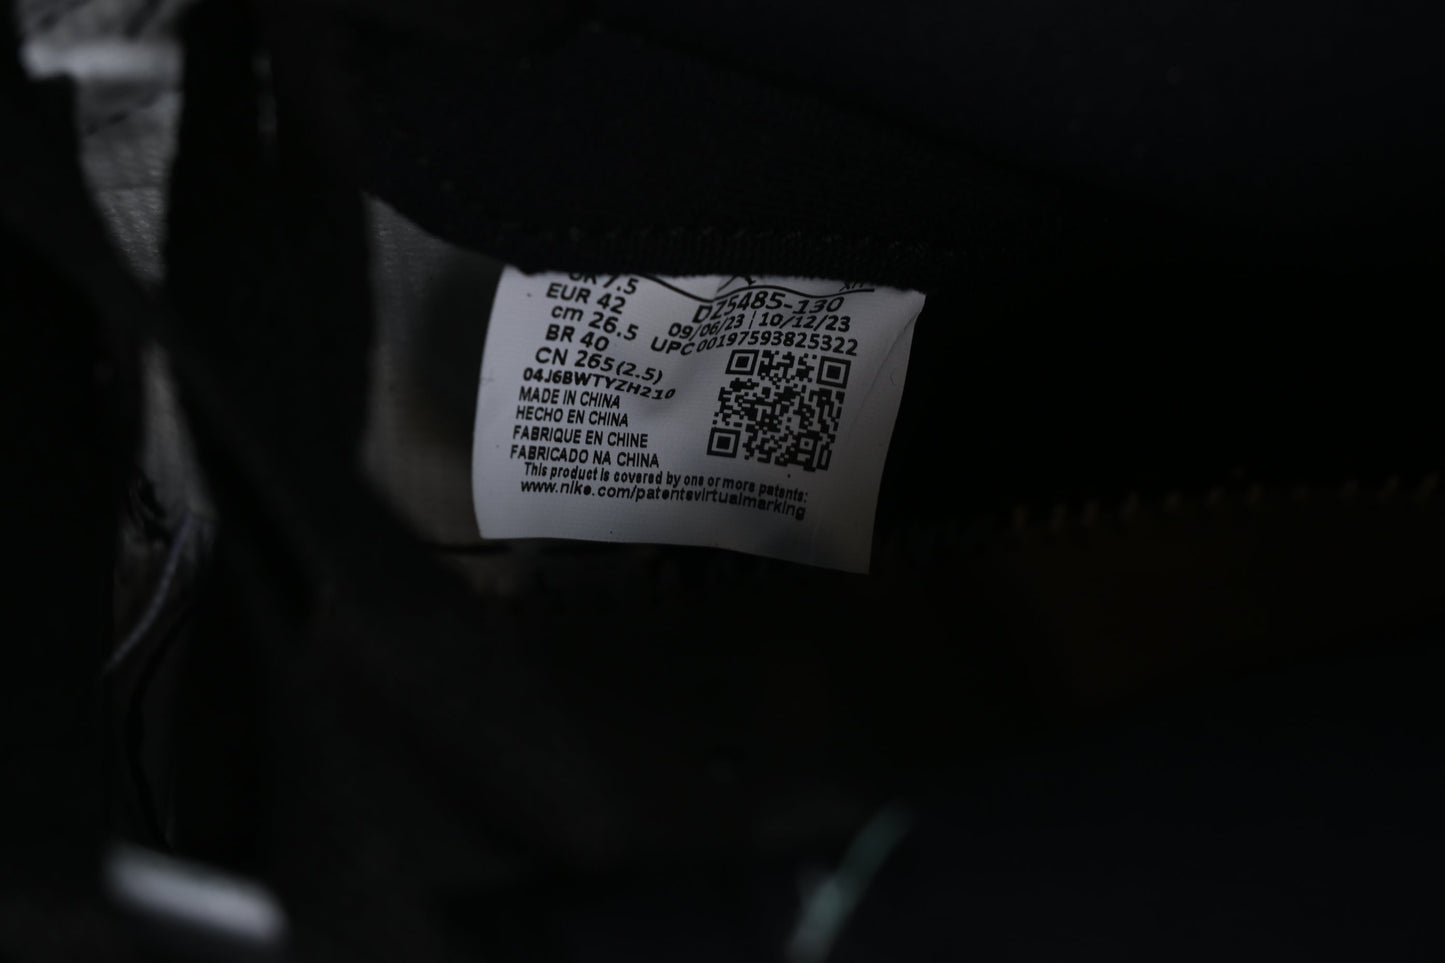 UK 7.5
EUR 42
cm 26.5
BR 40
CN 265(2.5)
04J6BWTYZH210
MADE IN CHINA
HECHO EN CHINA
FABRIQUE EN CHINE
FABRICADO NA CHINA
DZ5485-130
09/06/23 | 10/12/23
UPC 00197593825322
This product is covered by one or more patents:
www.nike.com/patentsvirtualmarking